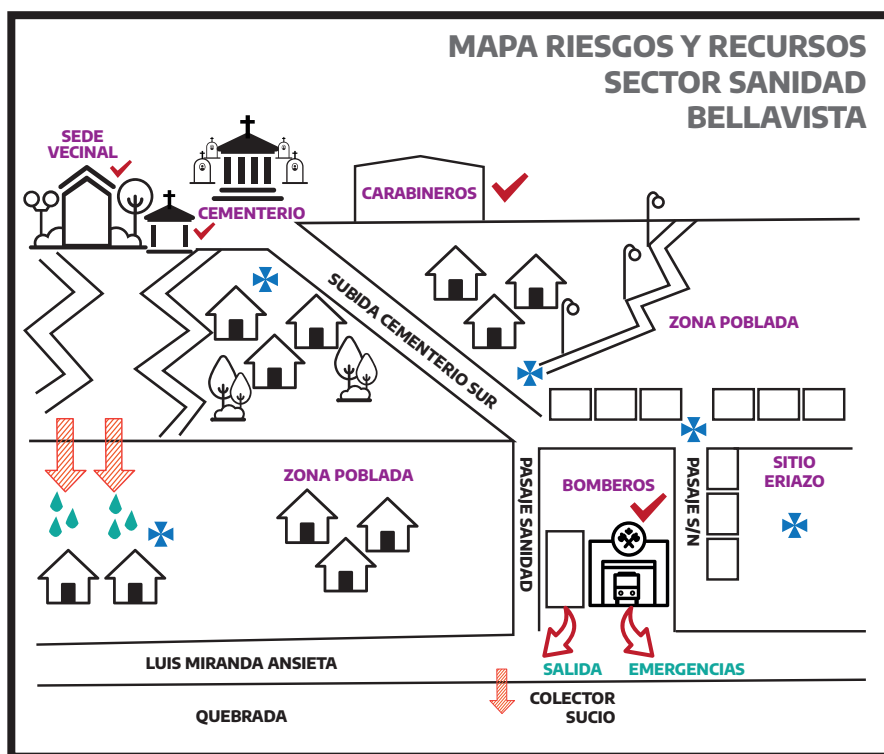 MAPA RIESGOS Y RECURSOS
SECTOR SANIDAD
BELLAVISTA
SEDE
VECINAL
CEMENTERIO
CARABINEROS
SUBIDA CEMENTERIO SUR
ZONA POBLADA
ZONA POBLADA
PASAJE SANIDAD
BOMBEROS
PASAJE S/N
SITIO
ERIAZO
LUIS MIRANDA ANSIETA
SALIDA
EMERGENCIAS
QUEBRADA
COLECTOR
SUCIO